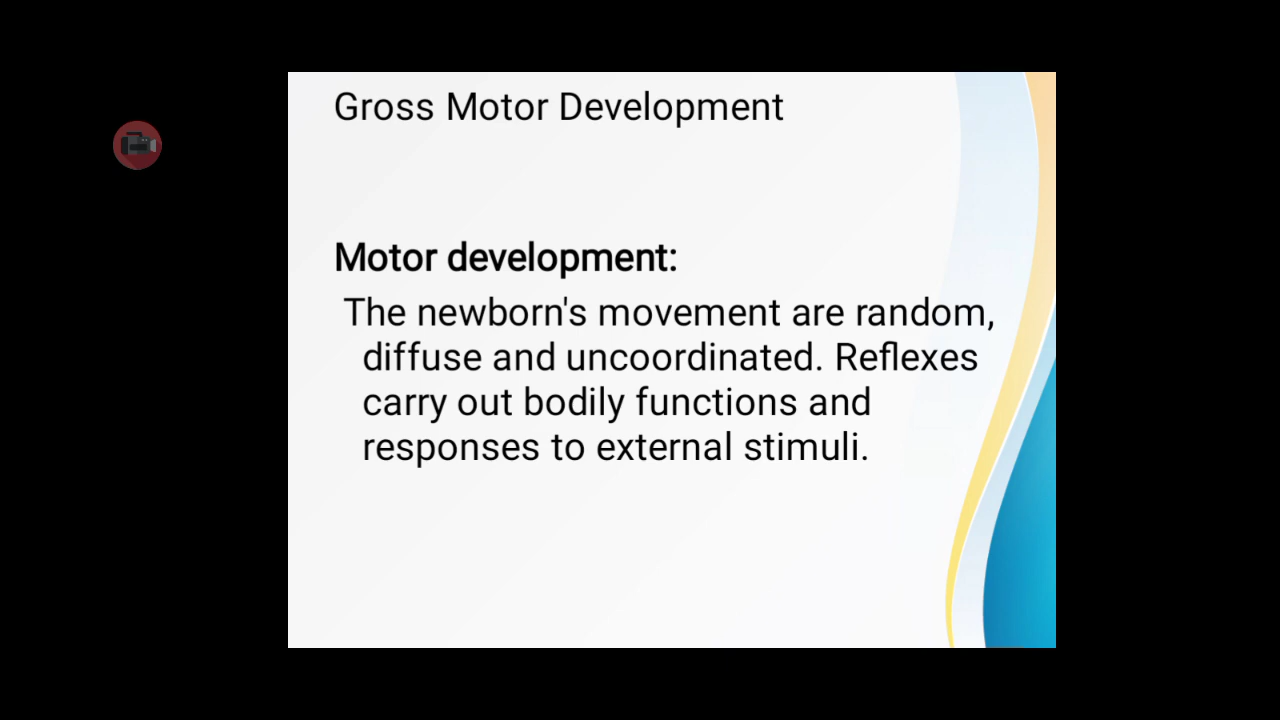 Gross Motor Development
Motor development:
The newborn's movement are random,
diffuse and uncoordinated. Reflexes
carry out bodily functions and
responses to external stimuli.